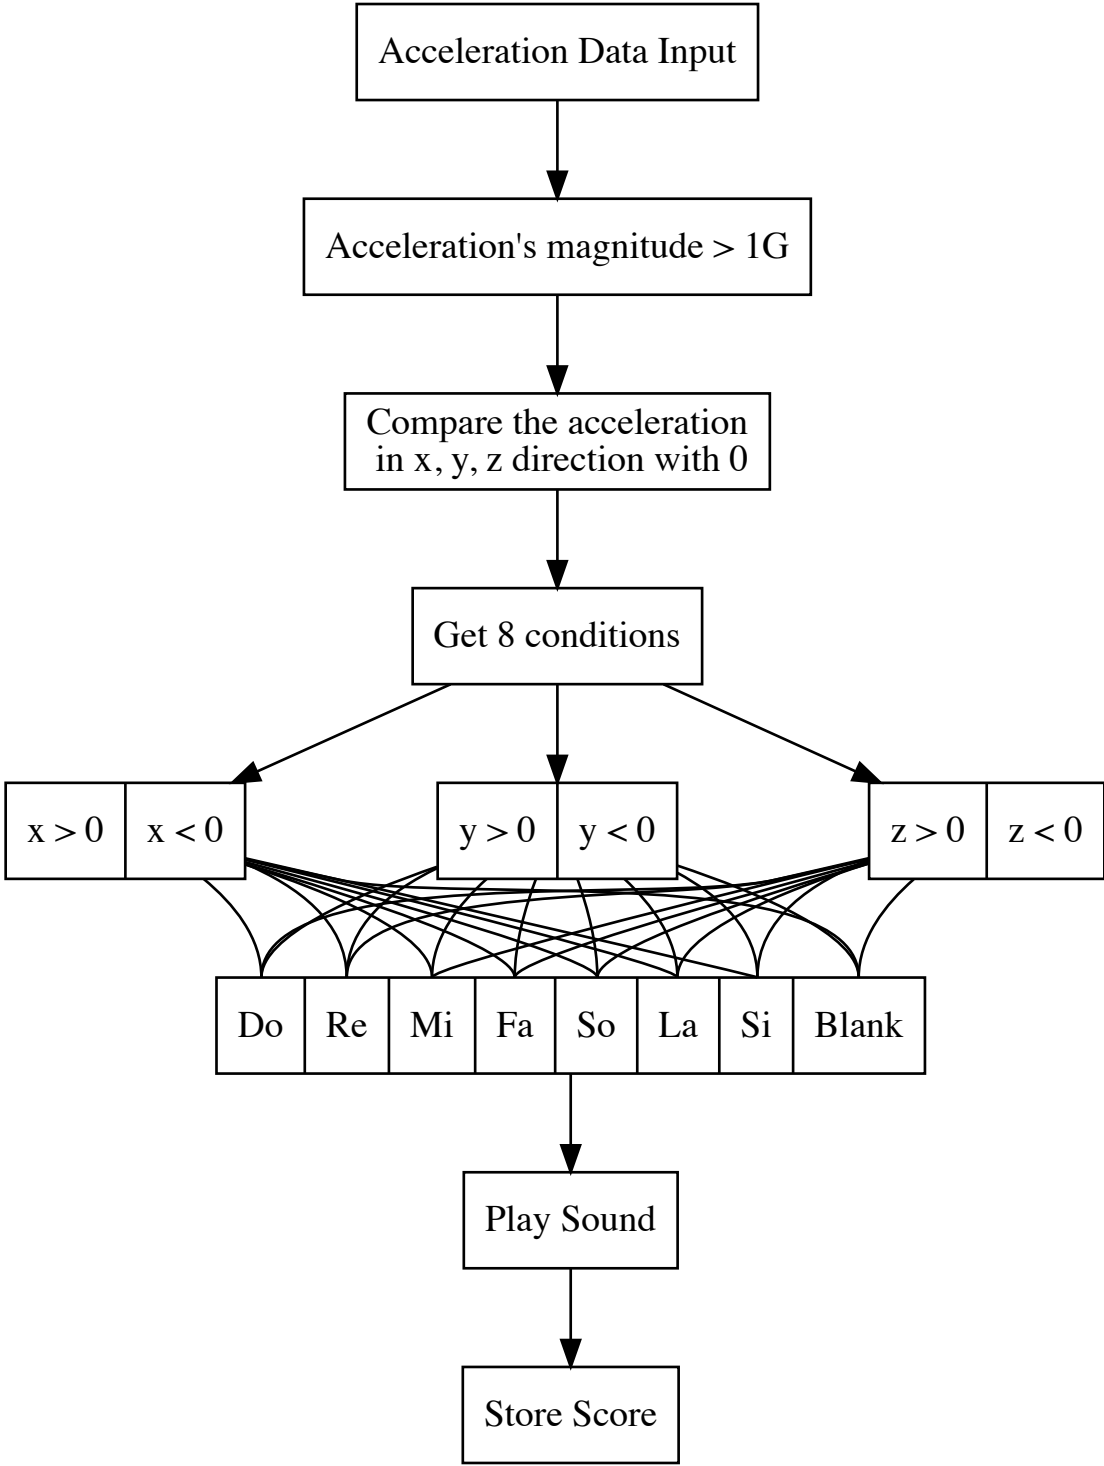 Acceleration Data Input
Acceleration's magnitude > 1G
Compare the acceleration
in x, y, z direction with 0
Get 8 conditions
x > 0
x < 0
y > 0
y < 0
z > 0
z < 0
Do
Re
Mi
Fa
So
La
Si
Blank
Play Sound
Store Score